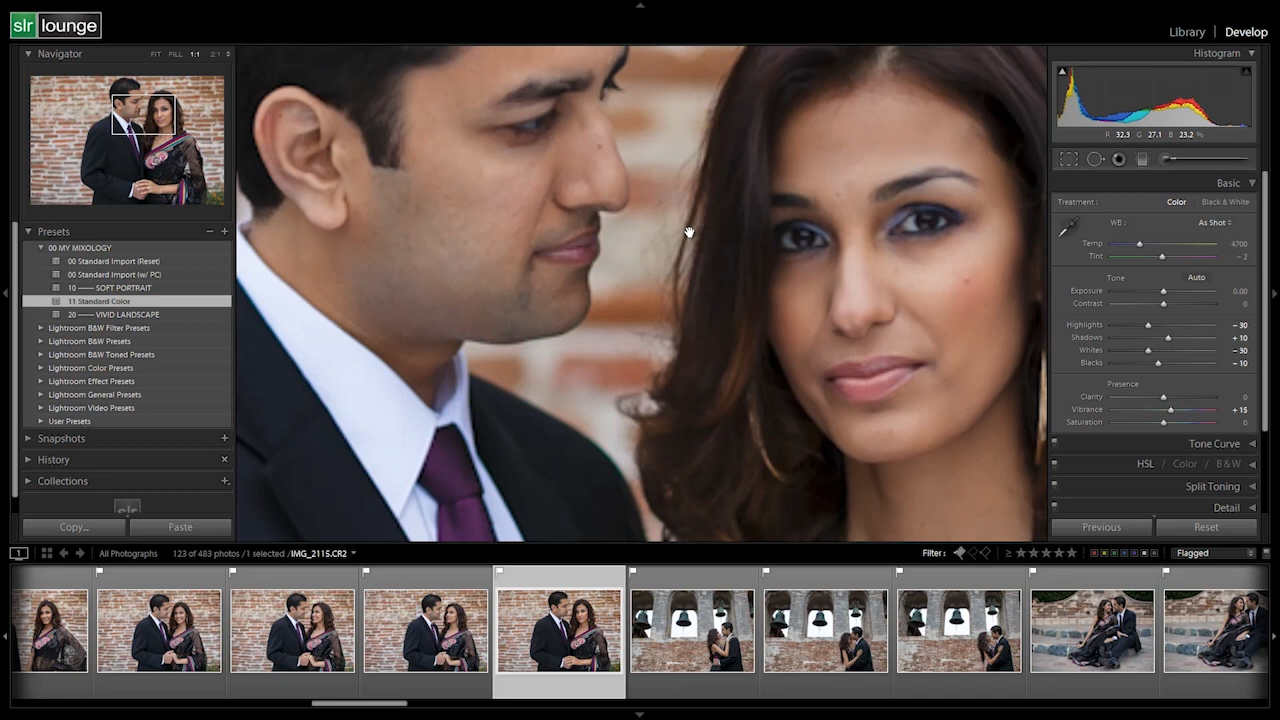 slr lounge
Library | Develop
Navigator FIT FILL 1:1 2:1
Histogram
R 32.3 G 27.1 B 23.2 %
Basic
Treatment : Color Black & White
WB : As Shot
Temp 4700
Tint - 2
Tone Auto
Exposure 0.00
Contrast 0
Highlights - 30
Shadows + 10
Whites - 30
Blacks - 10
Presence
Clarity 0
Vibrance + 15
Saturation 0
Tone Curve
HSL / Color / B & W
Split Toning
Detail
Previous Reset
Presets
00 MY MIXOLOGY
00 Standard Import (Reset)
00 Standard Import (w/ PC)
10 —— SOFT PORTRAIT
11 Standard Color
20 —— VIVID LANDSCAPE
Lightroom B&W Filter Presets
Lightroom B&W Presets
Lightroom B&W Toned Presets
Lightroom Color Presets
Lightroom Effect Presets
Lightroom General Presets
Lightroom Video Presets
User Presets
Snapshots
History
Collections
slr
Copy... Paste
1 All Photographs 123 of 483 photos /1 selected /IMG_2115.CR2 Filter : Flagged